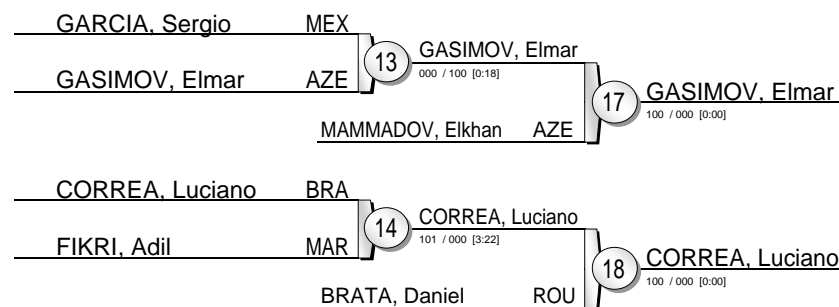 GARCIA, Sergio MEX
13
GASIMOV, Elmar
000 / 100 [0:18]
GASIMOV, Elmar AZE
17
GASIMOV, Elmar
100 / 000 [0:00]
MAMMADOV, Elkhan AZE
CORREA, Luciano BRA
14
CORREA, Luciano
101 / 000 [3:22]
FIKRI, Adil MAR
18
CORREA, Luciano
100 / 000 [0:00]
BRATA, Daniel ROU